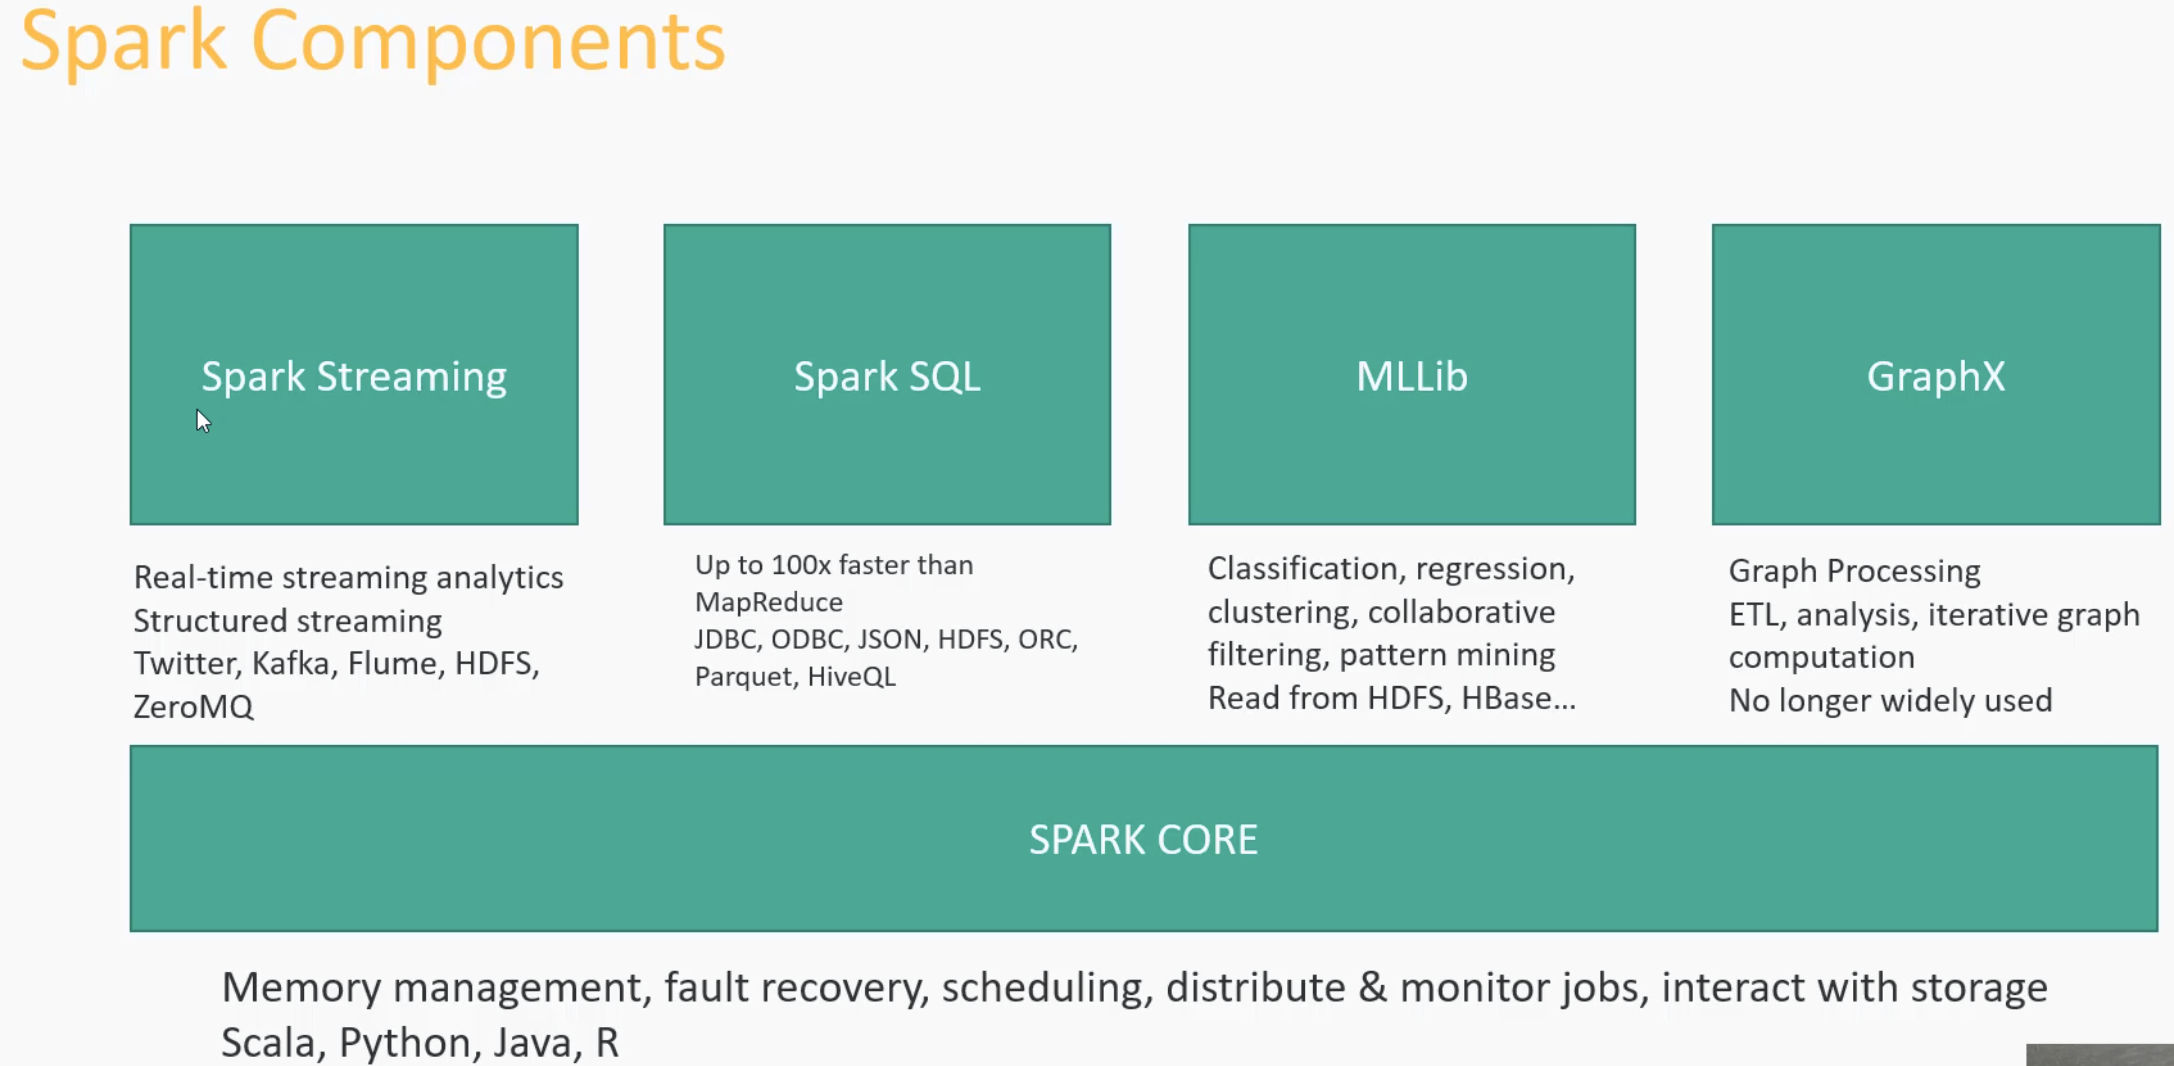 Spark Components
Spark Streaming
Real-time streaming analytics
Structured streaming
Twitter, Kafka, Flume, HDFS,
ZeroMQ
Spark SQL
Up to 100x faster than
MapReduce
JDBC, ODBC, JSON, HDFS, ORC,
Parquet, HiveQL
MLLib
Classification, regression,
clustering, collaborative
filtering, pattern mining
Read from HDFS, HBase...
GraphX
Graph Processing
ETL, analysis, iterative graph
computation
No longer widely used
SPARK CORE
Memory management, fault recovery, scheduling, distribute & monitor jobs, interact with storage
Scala, Python, Java, R